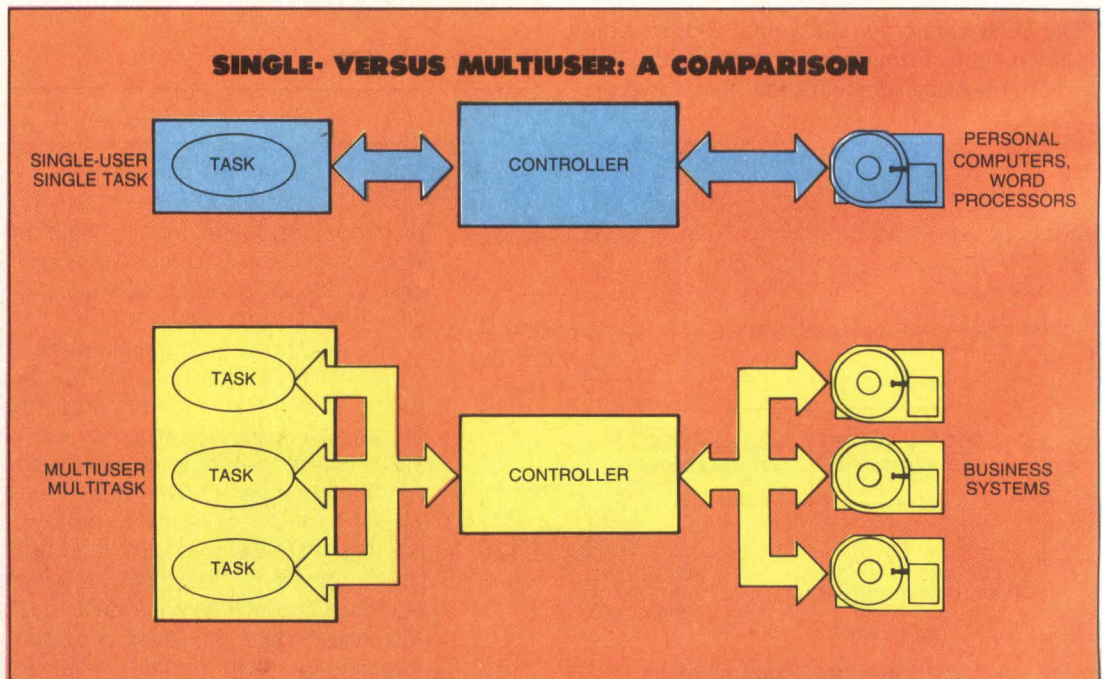 SINGLE- VERSUS MULTIUSER: A COMPARISON
SINGLE-USER
SINGLE TASK
TASK
CONTROLLER
PERSONAL
COMPUTERS,
WORD
PROCESSORS
MULTIUSER
MULTITASK
TASK
TASK
TASK
CONTROLLER
BUSINESS
SYSTEMS